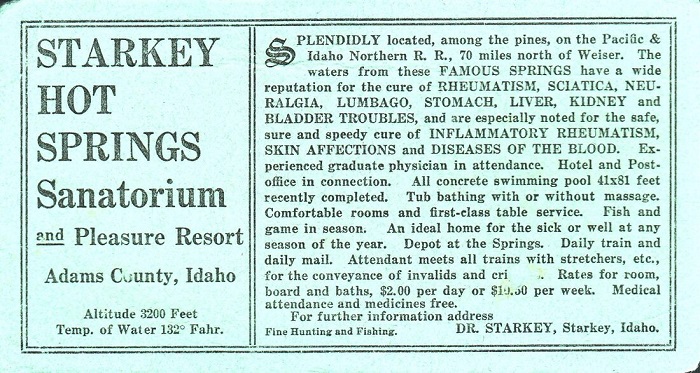 STARKEY
HOT
SPRINGS
Sanatorium
and Pleasure Resort
Adams County, Idaho
Altitude 3200 Feet
Temp. of Water 132° Fahr.
SPLENDIDLY located, among the pines, on the Pacific &
Idaho Northern R. R., 70 miles north of Weiser. The
waters from these FAMOUS SPRINGS have a wide
reputation for the cure of RHEUMATISM, SCIATICA, NEU-
RALGIA, LUMBAGO, STOMACH, LIVER, KIDNEY and
BLADDER TROUBLES, and are especially noted for the safe,
sure and speedy cure of INFLAMMATORY RHEUMATISM,
SKIN AFFECTIONS and DISEASES OF THE BLOOD. Ex-
perienced graduate physician in attendance. Hotel and Post-
office in connection. All concrete swimming pool 41x81 feet
recently completed. Tub bathing with or without massage.
Comfortable rooms and first-class table service. Fish and
game in season. An ideal home for the sick or well at any
season of the year. Depot at the Springs. Daily train and
daily mail. Attendant meets all trains with stretchers, etc.,
for the conveyance of invalids and cri . Rates for room,
board and baths, $2.00 per day or per week. Medical
attendance and medicines free.
For further information address
Fine Hunting and Fishing. DR. STARKEY, Starkey, Idaho.